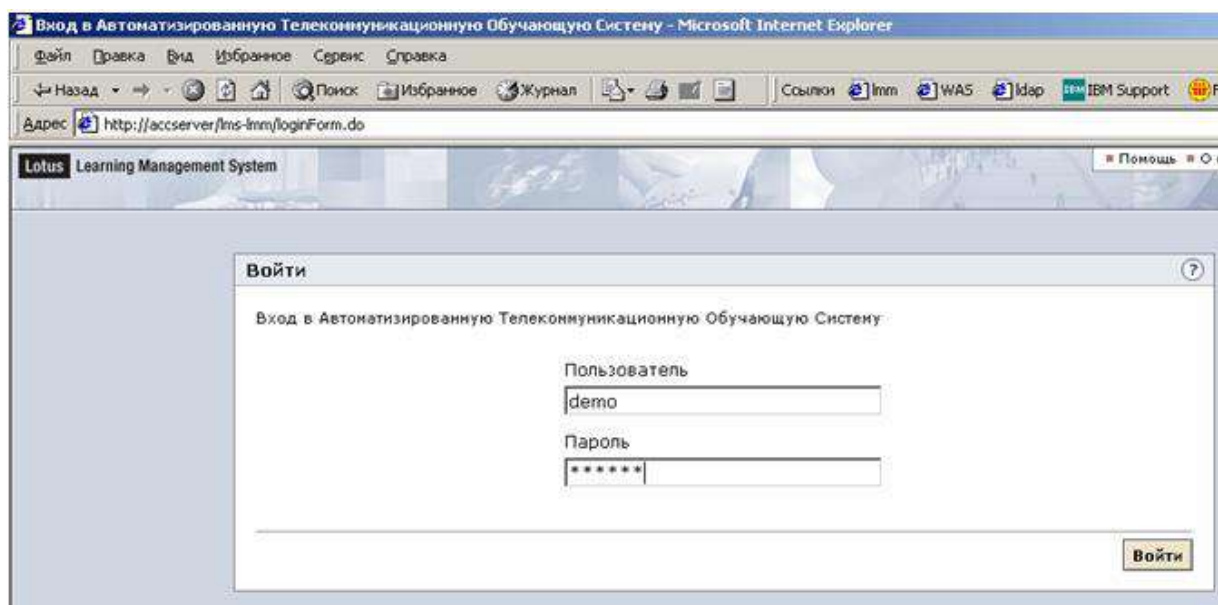 Вход в Автоматизированную Телекоммуникационную Обучающую Систему - Microsoft Internet Explorer
Файл Правка Вид Избранное Сервис Справка
Назад Поиск Избранное Журнал Ссылки lmm WAS ldap IBM Support
Адрес http://accserver/lms-lmm/loginForm.do
Lotus Learning Management System Помощь О
Войти ?
Вход в Автоматизированную Телекоммуникационную Обучающую Систему
Пользователь
demo
Пароль
******
Войти